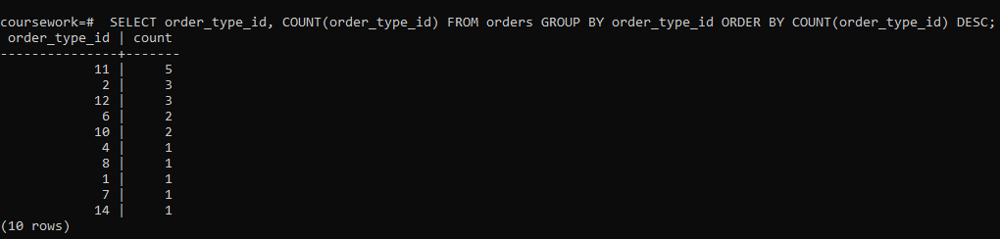 coursework=#  SELECT order_type_id, COUNT(order_type_id) FROM orders GROUP BY order_type_id ORDER BY COUNT(order_type_id) DESC;
 order_type_id | count
---------------+-------
            11 |     5
             2 |     3
            12 |     3
             6 |     2
            10 |     2
             4 |     1
             8 |     1
             1 |     1
             7 |     1
            14 |     1
(10 rows)